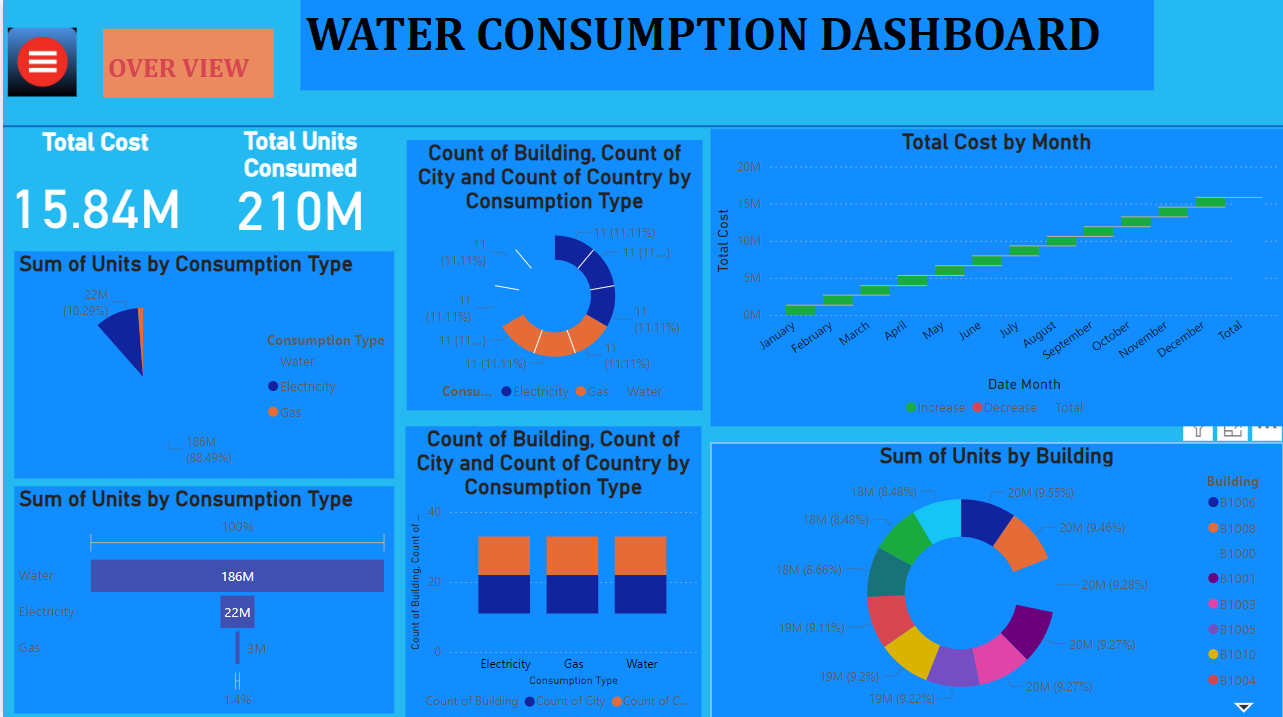 WATER CONSUMPTION DASHBOARD
OVER VIEW
Total Cost
15.84M
Total Units
Consumed
210M
Sum of Units by Consumption Type
22M
(10.29%)
186M
(88.49%)
Consumption Type
Water
Electricity
Gas
Sum of Units by Consumption Type
100%
Water
186M
Electricity
22M
Gas
3M
1.4%
Count of Building, Count of
City and Count of Country by
Consumption Type
11 (11.11%)
11 (11....)
11
(11.11%)
11
(11.11%)
11 (11.11%)
11 (11....)
11
(11.11%)
11
(11.11%)
Consu... Electricity Gas Water
Count of Building, Count of
City and Count of Country by
Consumption Type
Count of Building, Count of...
40
20
0
Electricity Gas Water
Consumption Type
Count of Building Count of City Count of C...
Total Cost by Month
Total Cost
20M
15M
10M
5M
0M
January February March April May June July August September October November December Total
Date Month
Increase Decrease Total
Sum of Units by Building
20M (9.55%)
20M (9.46%)
20M (9.28%)
20M (9.27%)
20M (9.27%)
19M (9.22%)
19M (9.2%)
19M (9.11%)
18M (8.66%)
18M (8.48%)
18M (8.48%)
Building
B1006
B1008
B1000
B1001
B1003
B1005
B1010
B1004